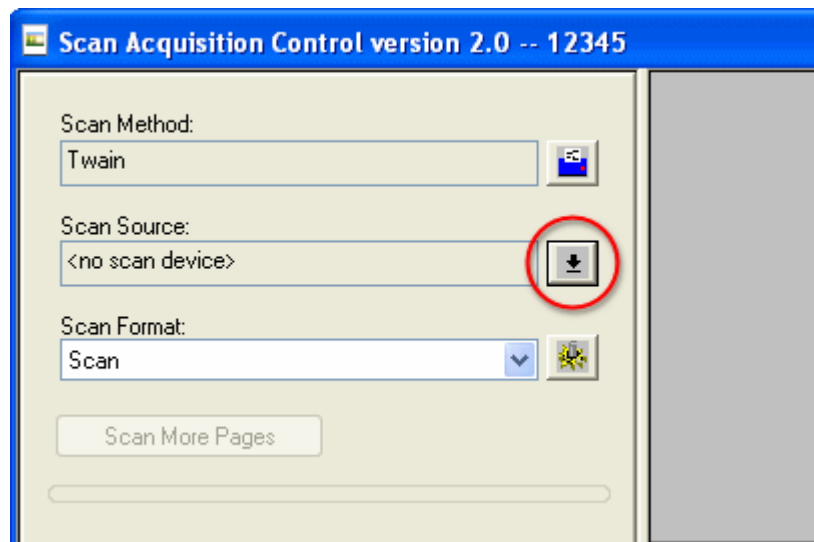 Scan Acquisition Control version 2.0 -- 12345
Scan Method:
Twain
Scan Source:
<no scan device>
Scan Format:
Scan
Scan More Pages